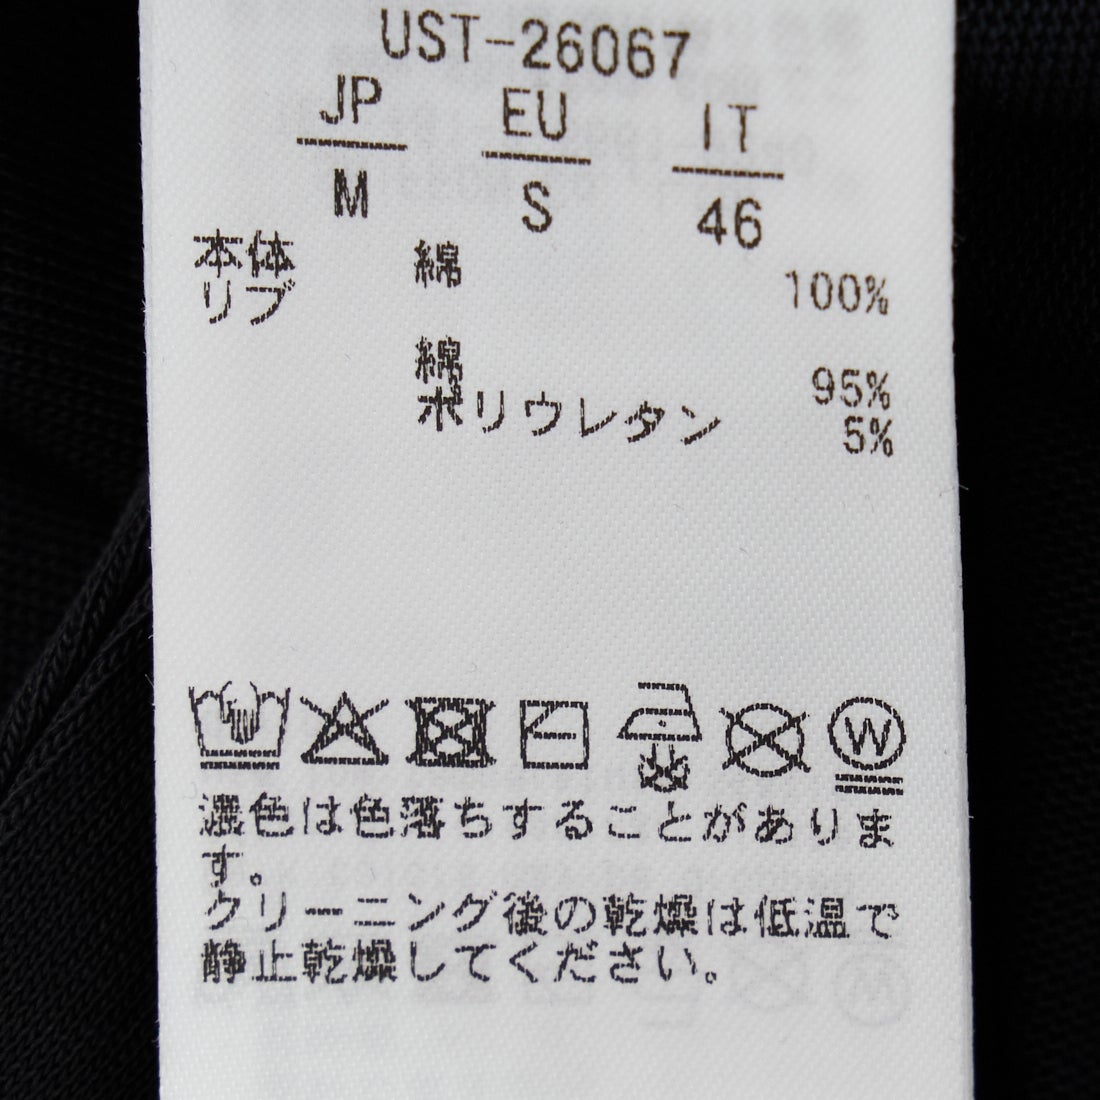 UST-26067
JP EU IT
M S 46
本体 綿 100%
リブ
綿 95%
ポリウレタン 5%
W
濃色は色落ちすることがありま
す。
クリーニング後の乾燥は低温で
静止乾燥してください。